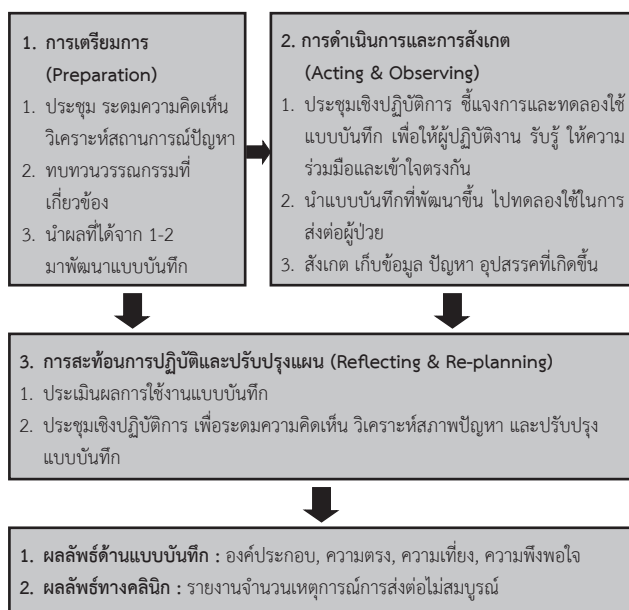 1. การเตรียมการ
(Preparation)
1. ประชุม ระดมความคิดเห็น
วิเคราะห์สถานการณ์ปัญหา
2. ทบทวนวรรณกรรมที่
เกี่ยวข้อง
3. นำผลที่ได้จาก 1-2
มาพัฒนาแบบบันทึก
2. การดำเนินการและการสังเกต
(Acting & Observing)
1. ประชุมเชิงปฏิบัติการ ชี้แจงการและทดลองใช้
แบบบันทึก เพื่อให้ผู้ปฏิบัติงาน รับรู้ ให้ความ
ร่วมมือและเข้าใจตรงกัน
2. นำแบบบันทึกที่พัฒนาขึ้น ไปทดลองใช้ในการ
ส่งต่อผู้ป่วย
3. สังเกต เก็บข้อมูล ปัญหา อุปสรรคที่เกิดขึ้น
3. การสะท้อนการปฏิบัติและปรับปรุงแผน (Reflecting & Re-planning)
1. ประเมินผลการใช้งานแบบบันทึก
2. ประชุมเชิงปฏิบัติการ เพื่อระดมความคิดเห็น วิเคราะห์สภาพปัญหา และปรับปรุง
แบบบันทึก
1. ผลลัพธ์ด้านแบบบันทึก : องค์ประกอบ, ความตรง, ความเที่ยง, ความพึงพอใจ
2. ผลลัพธ์ทางคลินิก : รายงานจำนวนเหตุการณ์การส่งต่อไม่สมบูรณ์